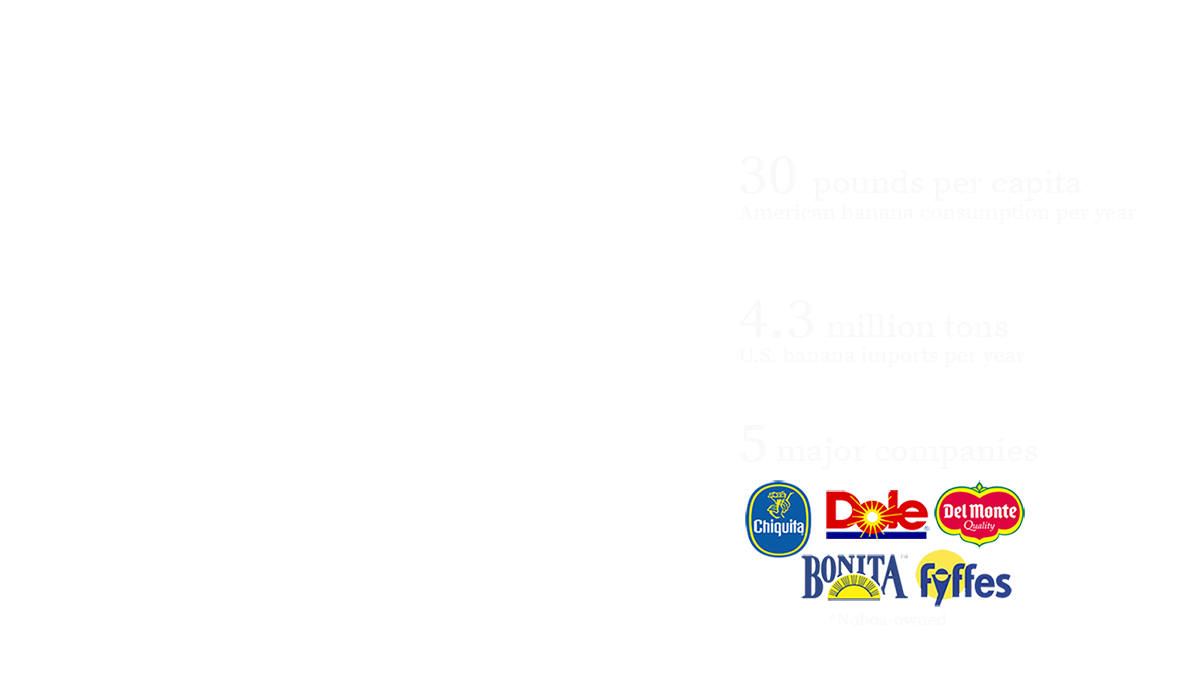 30 pounds per capita
American banana consumption per year
4.3 million tons
U.S. banana imports per year
5 major companies
Chiquita
Dole®
Del Monte
Quality
BONITA™
fyffes
*Noboa-owned